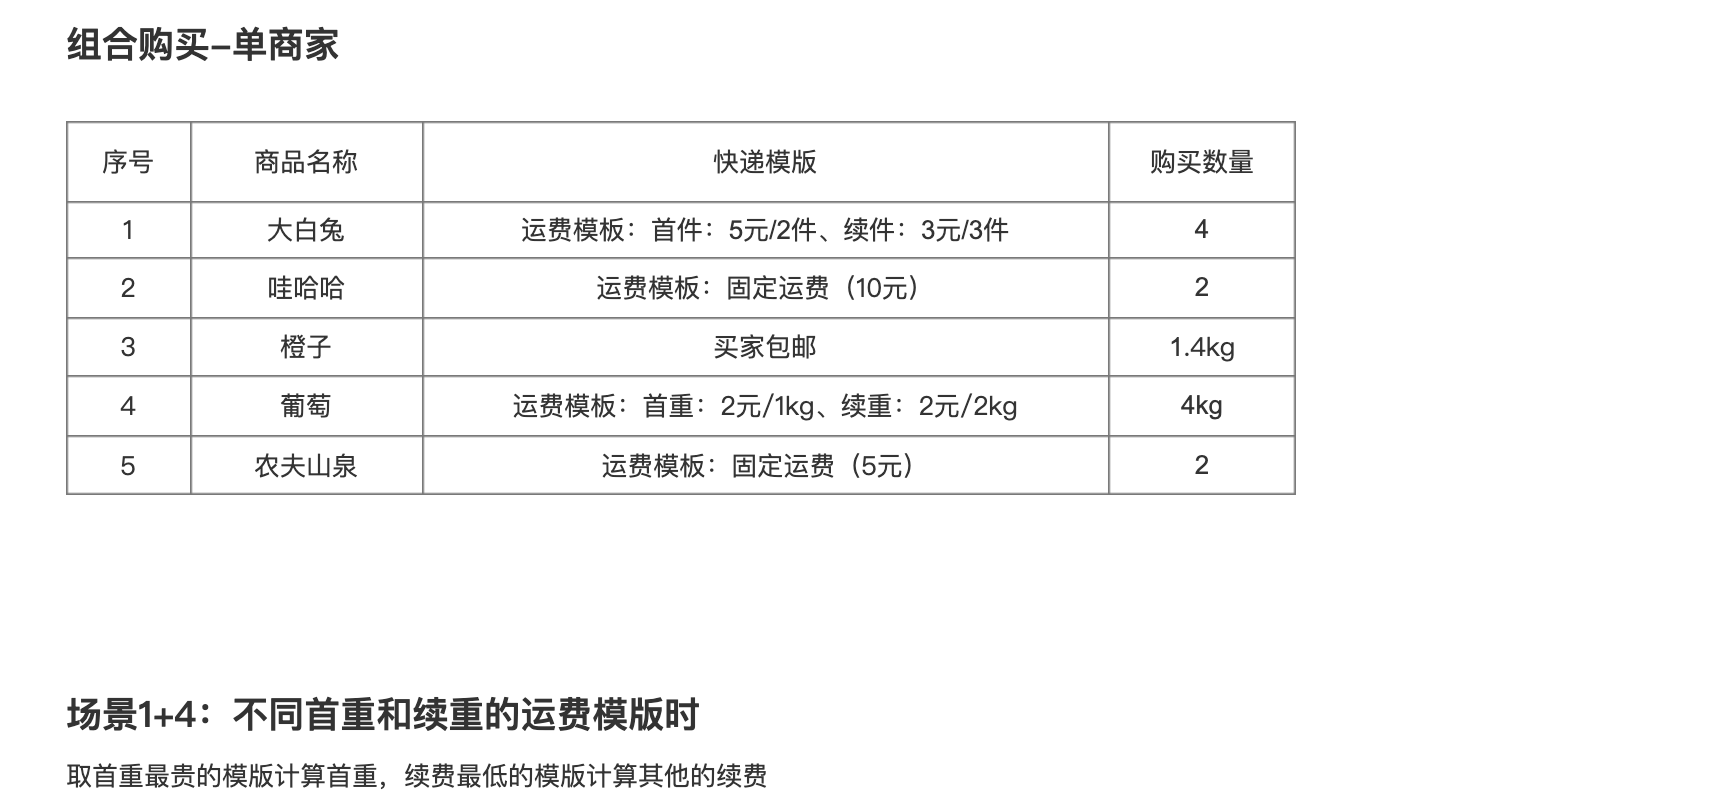 组合购买–单商家
序号 商品名称 快递模版 购买数量
1 大白兔 运费模板：首件：5元/2件、续件：3元/3件 4
2 哇哈哈 运费模板：固定运费（10元） 2
3 橙子 买家包邮 1.4kg
4 葡萄 运费模板：首重：2元/1kg、续重：2元/2kg 4kg
5 农夫山泉 运费模板：固定运费（5元） 2
场景1+4：不同首重和续重的运费模版时
取首重最贵的模版计算首重，续费最低的模版计算其他的续费